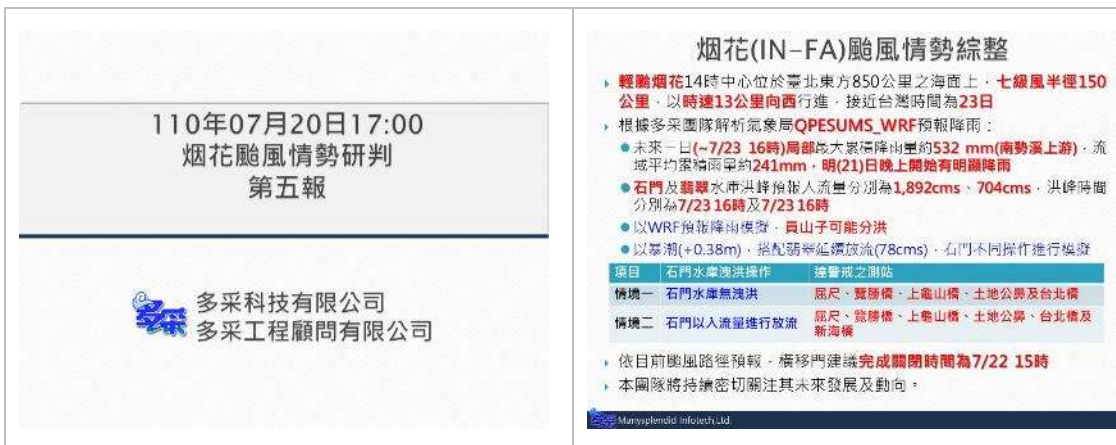 110年07月20日17:00
烟花颱風情勢研判
第五報
多采
多采科技有限公司
多采工程顧問有限公司
烟花(IN-FA)颱風情勢綜整
輕颱烟花14時中心位於臺北東方850公里之海面上，七級風半徑150
公里，以時速13公里向西行進，接近台灣時間為23日
根據多采團隊解析氣象局QPESUMS_WRF預報降雨：
未來一日(~7/23 16時)局部最大累積降雨量約532 mm(南勢溪上游)，流
域平均累積雨量約241mm，明(21)日晚上開始有明顯降雨
石門及翡翠水庫洪峰預報入流量分別為1,892cms、704cms，洪峰時間
分別為7/23 16時及7/23 16時
以WRF預報降雨模擬，員山子可能分洪
以暴潮(+0.38m)，搭配翡翠延續放流(78cms)，石門不同操作進行模擬
項目 石門水庫洩洪操作 達警戒之測站
情境一 石門水庫無洩洪 屈尺、覽勝橋、上龜山橋、土地公鼻及台北橋
情境二 石門以入流量進行放流 屈尺、覽勝橋、上龜山橋、土地公鼻、台北橋及
新海橋
依目前颱風路徑預報，橫移門建議完成關閉時間為7/22 15時
本團隊將持續密切關注其未來發展及動向。
多采 Manysplendid Infotech,Ltd.